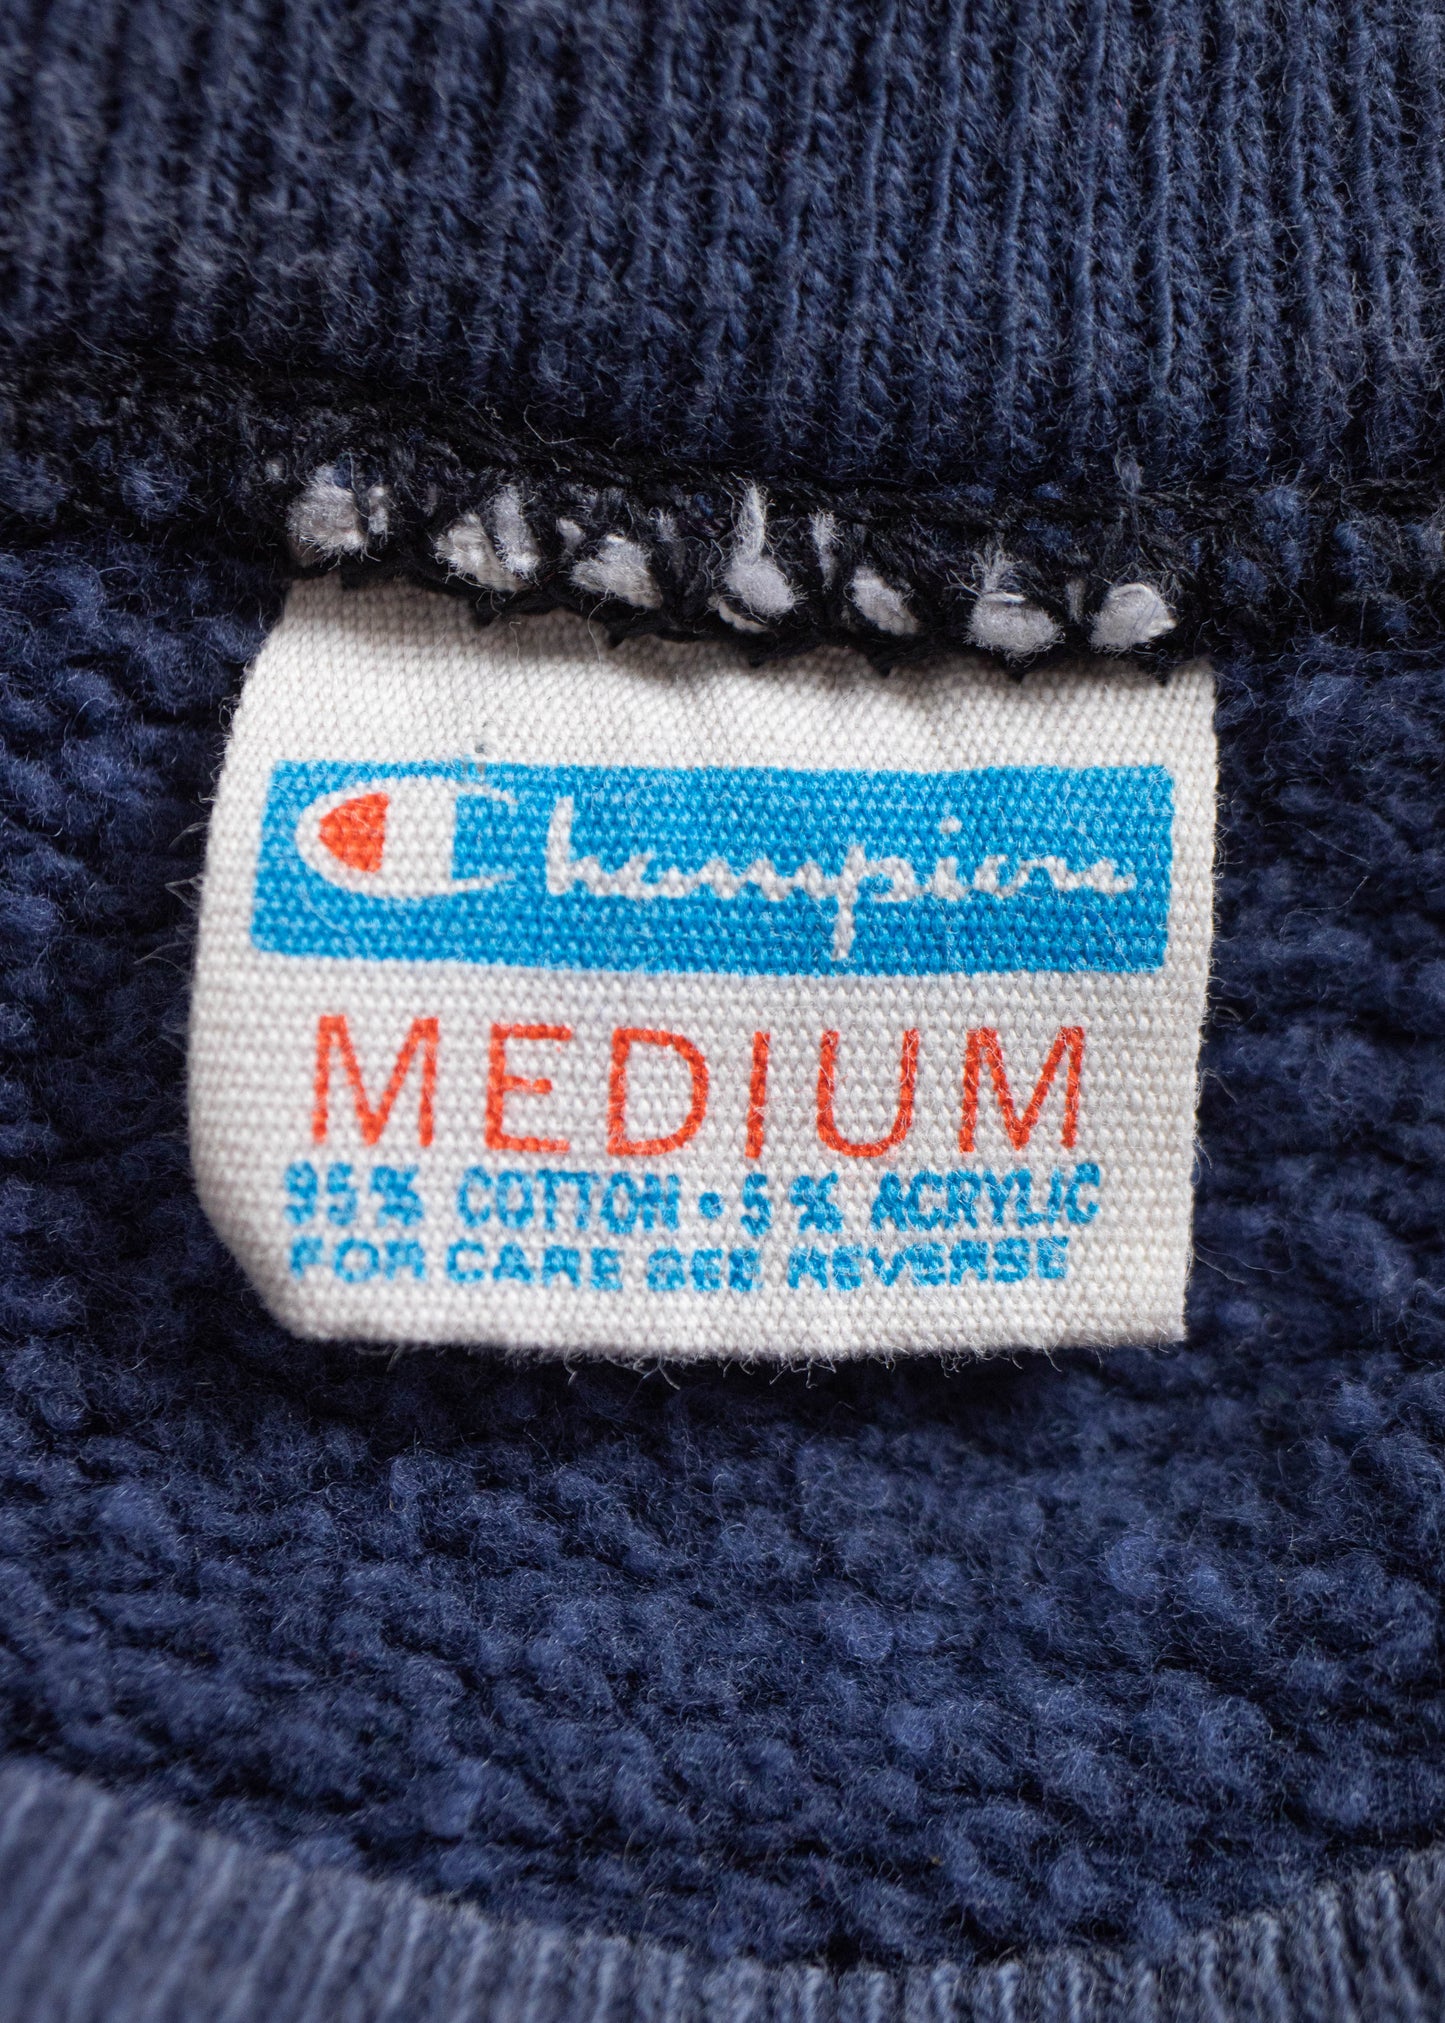 Champion
MEDIUM
95% COTTON • 5% ACRYLIC
FOR CARE SEE REVERSE